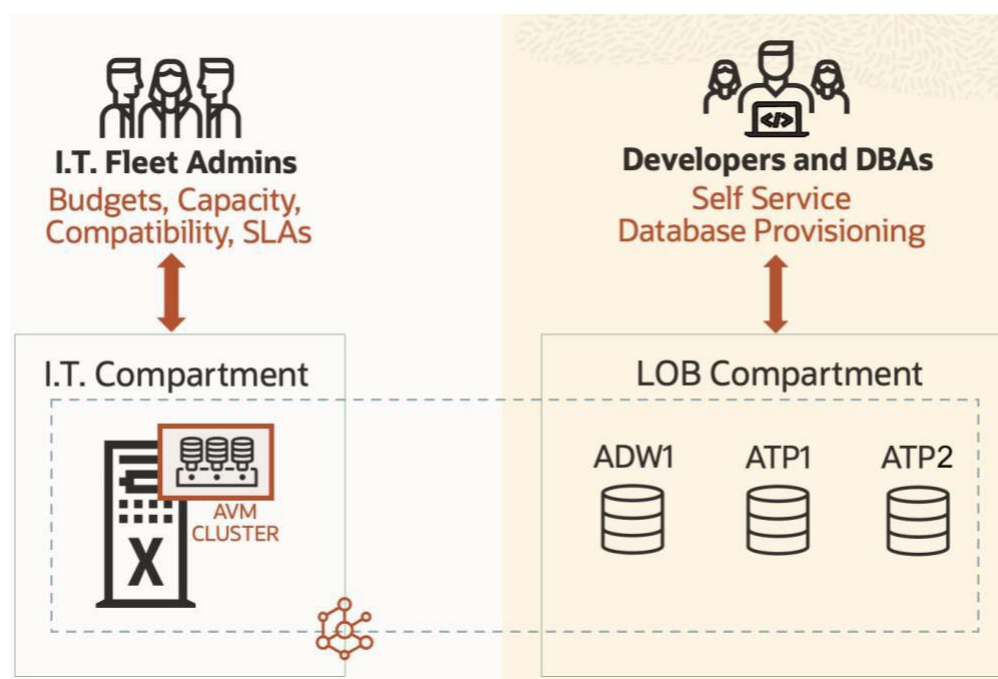 I.T. Fleet Admins
Budgets, Capacity,
Compatibility, SLAs
I.T. Compartment
X
AVM
CLUSTER
</>
Developers and DBAs
Self Service
Database Provisioning
LOB Compartment
ADW1 ATP1 ATP2